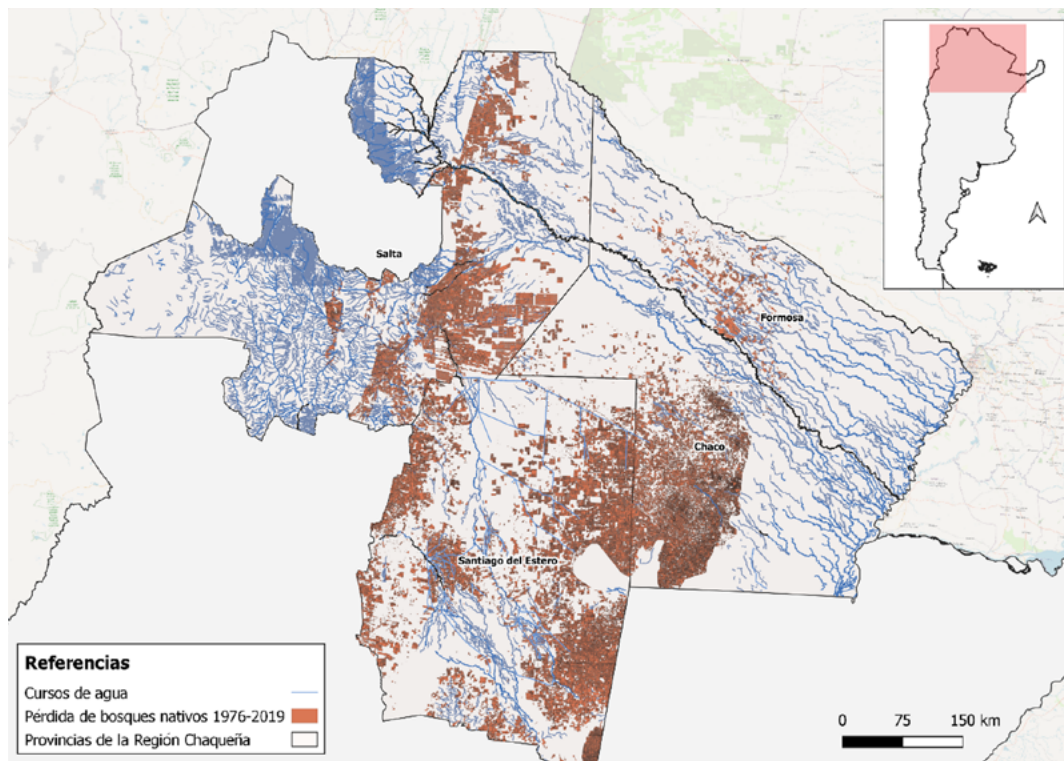 Salta
Formosa
Chaco
Santiago del Estero
Referencias
Cursos de agua
Pérdida de bosques nativos 1976-2019
Provincias de la Región Chaqueña
0 75 150 km